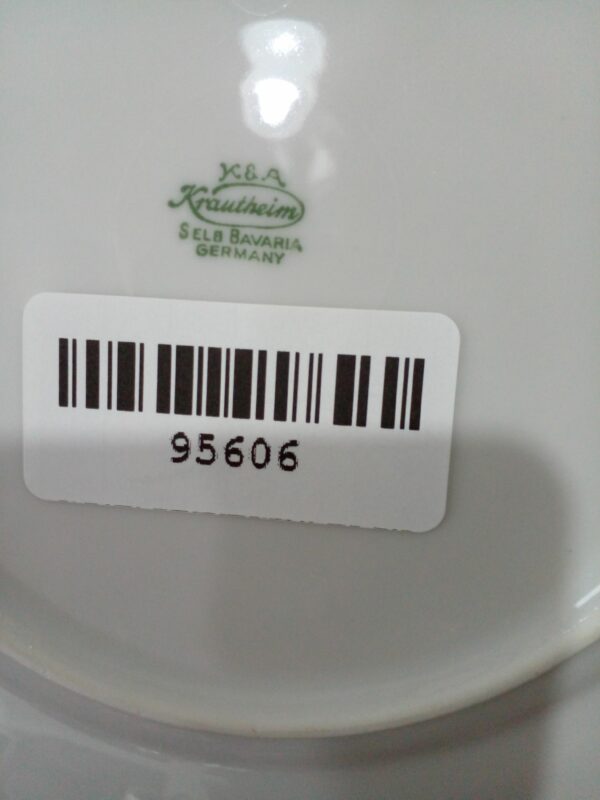 K&A
Krautheim
SELB BAVARIA
GERMANY
95606